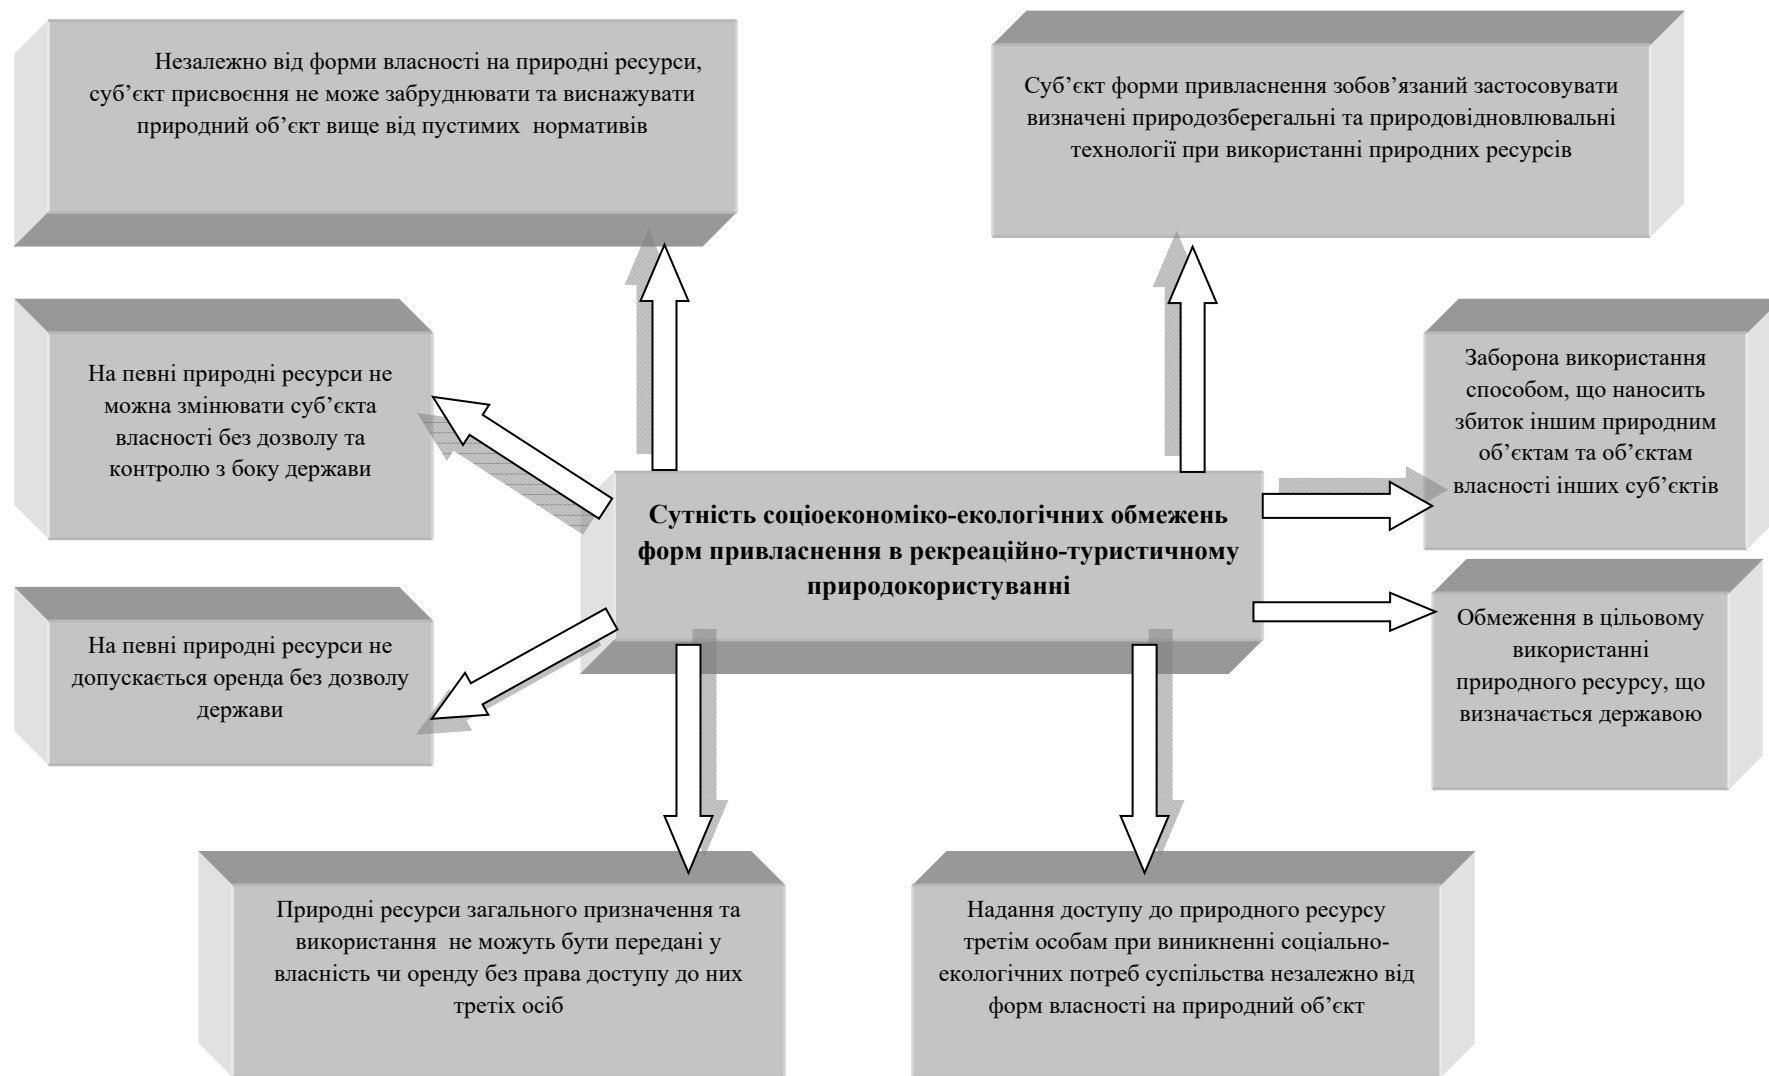 Незалежно від форми власності на природні ресурси,
суб’єкт присвоєння не може забруднювати та виснажувати
природний об’єкт вище від пустимих нормативів
Суб’єкт форми привласнення зобов’язаний застосовувати
визначені природозберегальні та природовідновлювальні
технології при використанні природних ресурсів
На певні природні ресурси не
можна змінювати суб’єкта
власності без дозволу та
контролю з боку держави
Заборона використання
способом, що наносить
збиток іншим природним
об’єктам та об’єктам
власності інших суб’єктів
Сутність соціоекономіко-екологічних обмежень
форм привласнення в рекреаційно-туристичному
природокористуванні
На певні природні ресурси не
допускається оренда без дозволу
держави
Обмеження в цільовому
використанні
природного ресурсу, що
визначається державою
Природні ресурси загального призначення та
використання не можуть бути передані у
власність чи оренду без права доступу до них
третіх осіб
Надання доступу до природного ресурсу
третім особам при виникненні соціально-
екологічних потреб суспільства незалежно від
форм власності на природний об’єкт